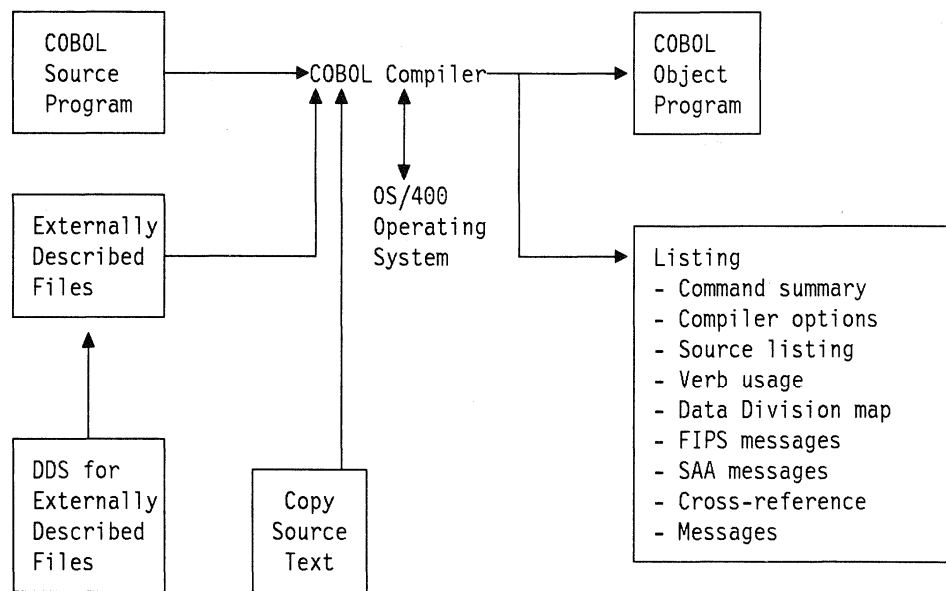 COBOL
Source
Program
COBOL Compiler
COBOL
Object
Program
OS/400
Operating
System
Externally
Described
Files
Listing
- Command summary
- Compiler options
- Source listing
- Verb usage
- Data Division map
- FIPS messages
- SAA messages
- Cross-reference
- Messages
DDS for
Externally
Described
Files
Copy
Source
Text